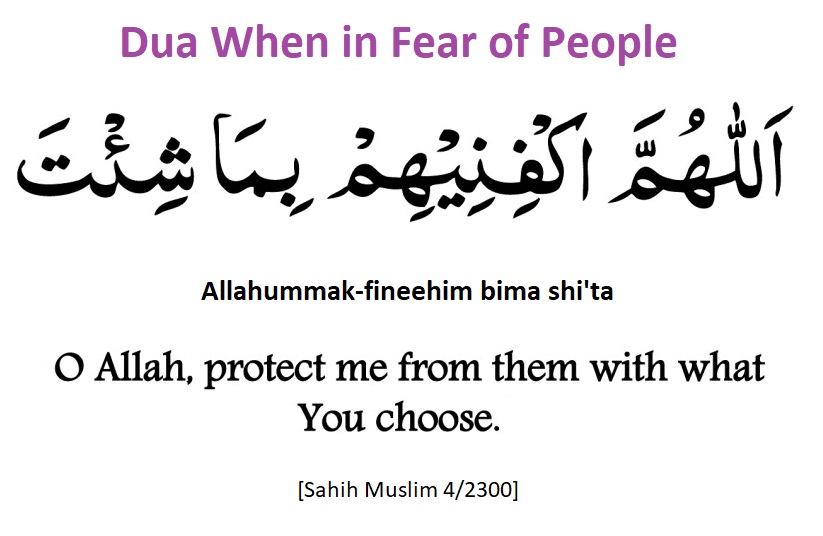 Dua When in Fear of People
اَللّٰهُمَّ اكْفِنِيْهِمْ بِمَا شِئْتَ
Allahummak-fineehim bima shi'ta
O Allah, protect me from them with what
You choose.
[Sahih Muslim 4/2300]